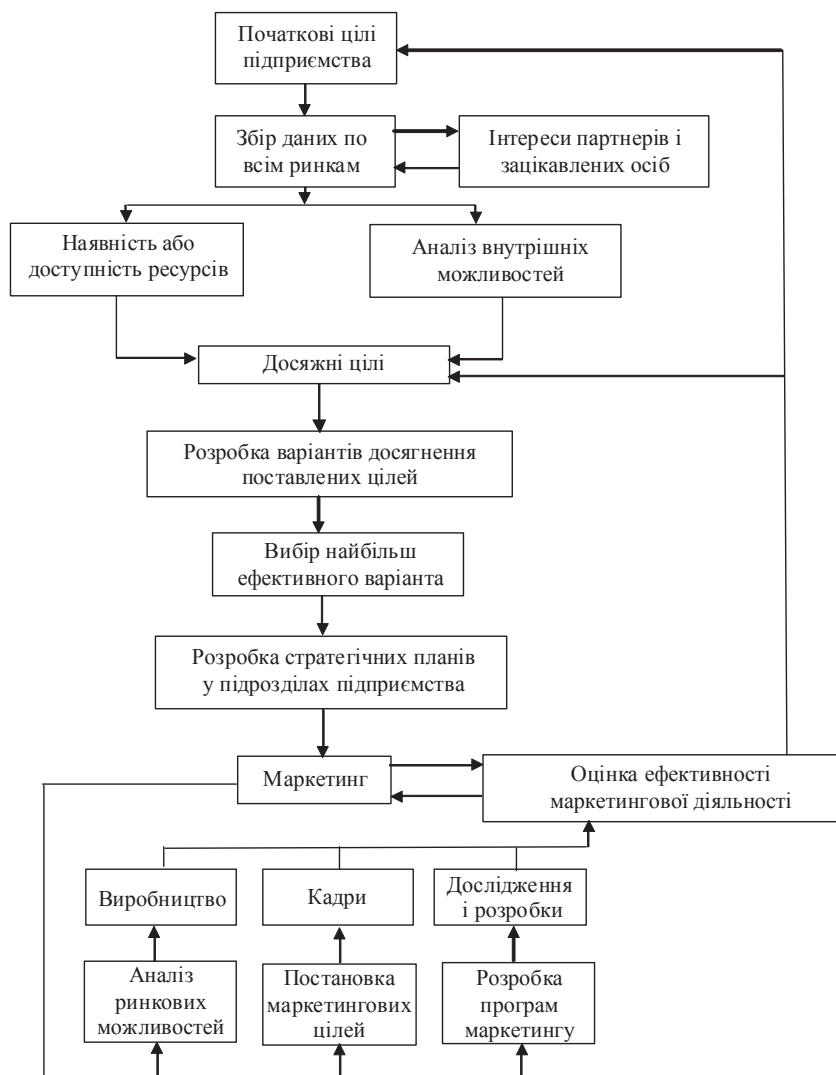 Початкові цілі
підприємства
Збір даних по
всім ринкам
Інтереси партнерів і
зацікавлених осіб
Наявність або
доступність ресурсів
Аналіз внутрішніх
можливостей
Досяжні цілі
Розробка варіантів досягнення
поставлених цілей
Вибір найбільш
ефективного варіанта
Розробка стратегічних планів
у підрозділах підприємства
Маркетинг
Оцінка ефективності
маркетингової діяльності
Виробництво
Кадри
Дослідження
і розробки
Аналіз
ринкових
можливостей
Постановка
маркетингових
цілей
Розробка
програм
маркетингу